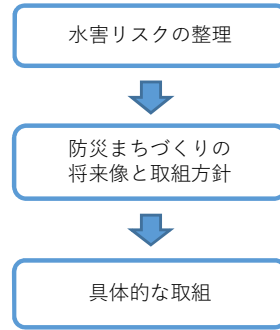 水害リスクの整理
防災まちづくりの
将来像と取組方針
具体的な取組